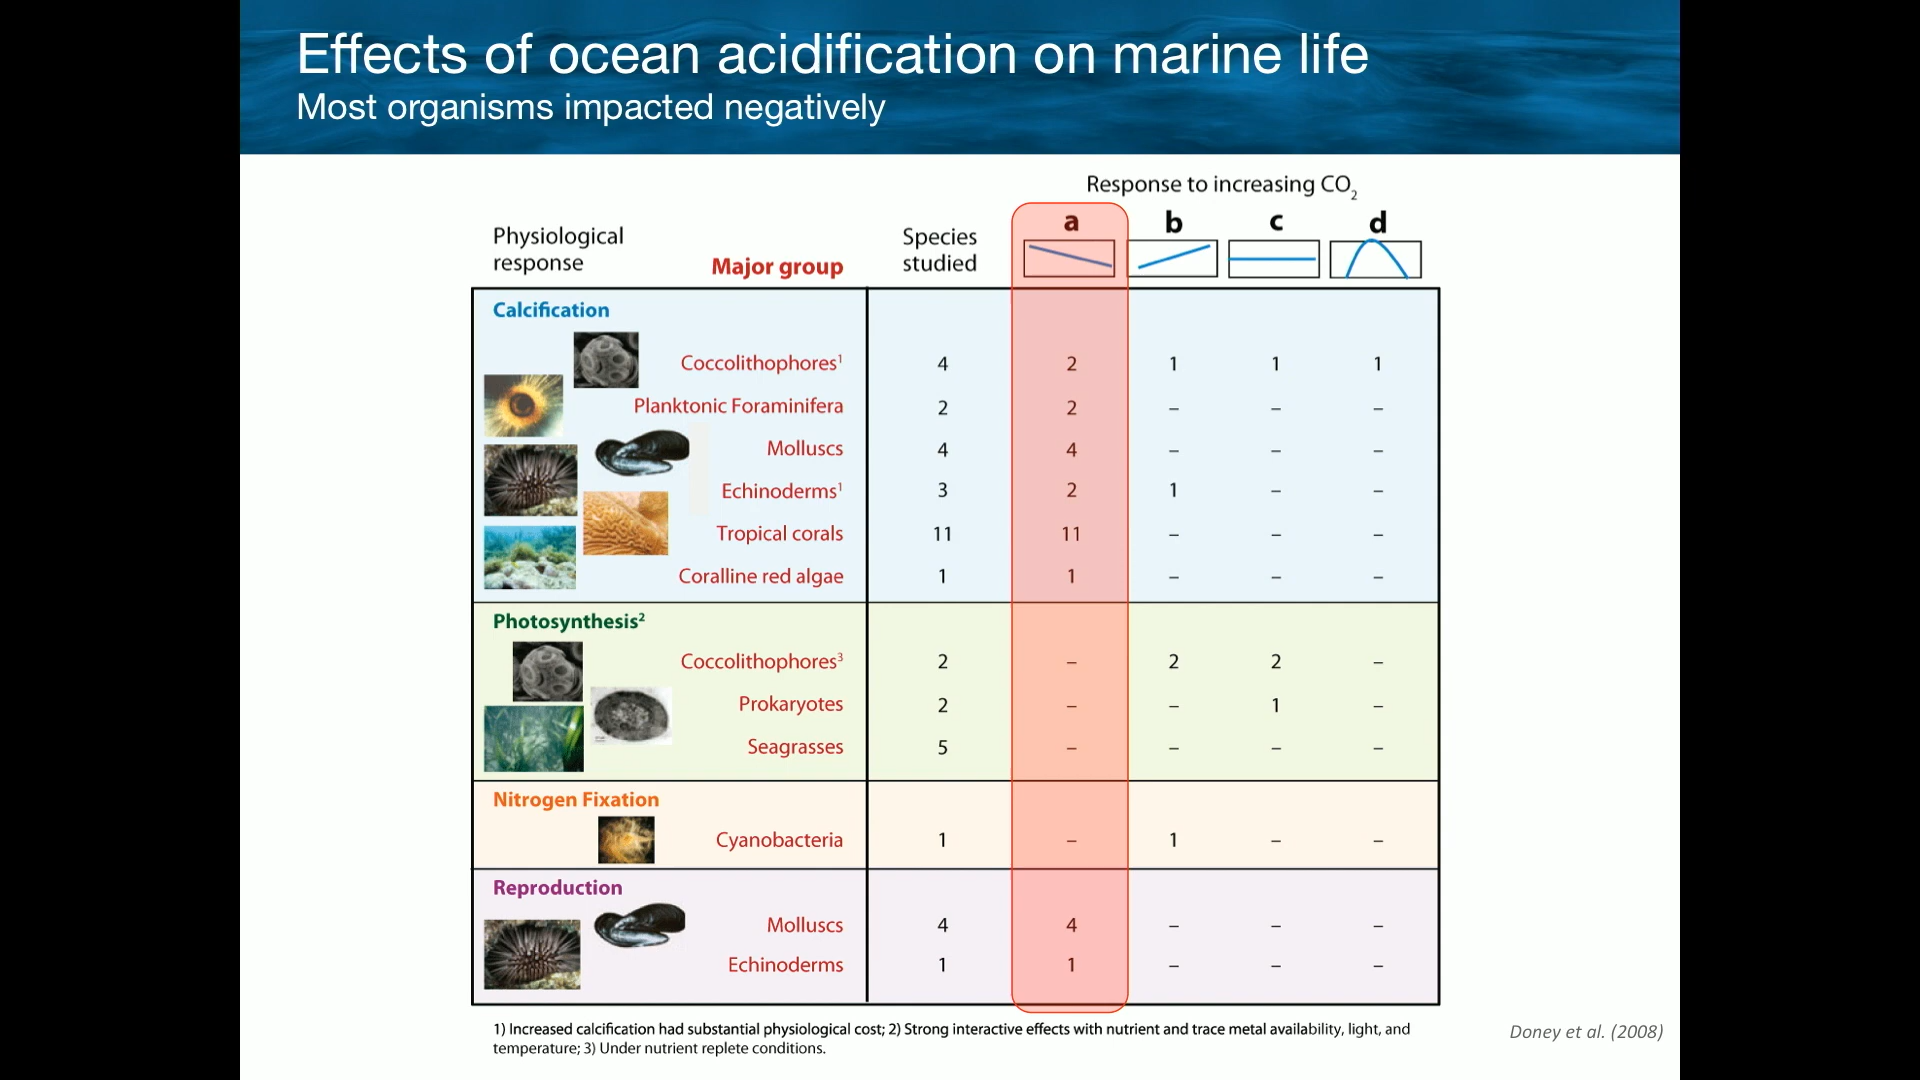 Effects of ocean acidification on marine life
Most organisms impacted negatively
Response to increasing CO2
Physiological response
Major group
Species studied
a b c d
Calcification
Coccolithophores1 4 2 1 1 1
Planktonic Foraminifera 2 2 – – –
Molluscs 4 4 – – –
Echinoderms1 3 2 1 – –
Tropical corals 11 11 – – –
Coralline red algae 1 1 – – –
Photosynthesis2
Coccolithophores3 2 – 2 2 –
Prokaryotes 2 – – 1 –
Seagrasses 5 – – – –
Nitrogen Fixation
Cyanobacteria 1 – 1 – –
Reproduction
Molluscs 4 4 – – –
Echinoderms 1 1 – – –
1) Increased calcification had substantial physiological cost; 2) Strong interactive effects with nutrient and trace metal availability, light, and
temperature; 3) Under nutrient replete conditions.
Doney et al. (2008)